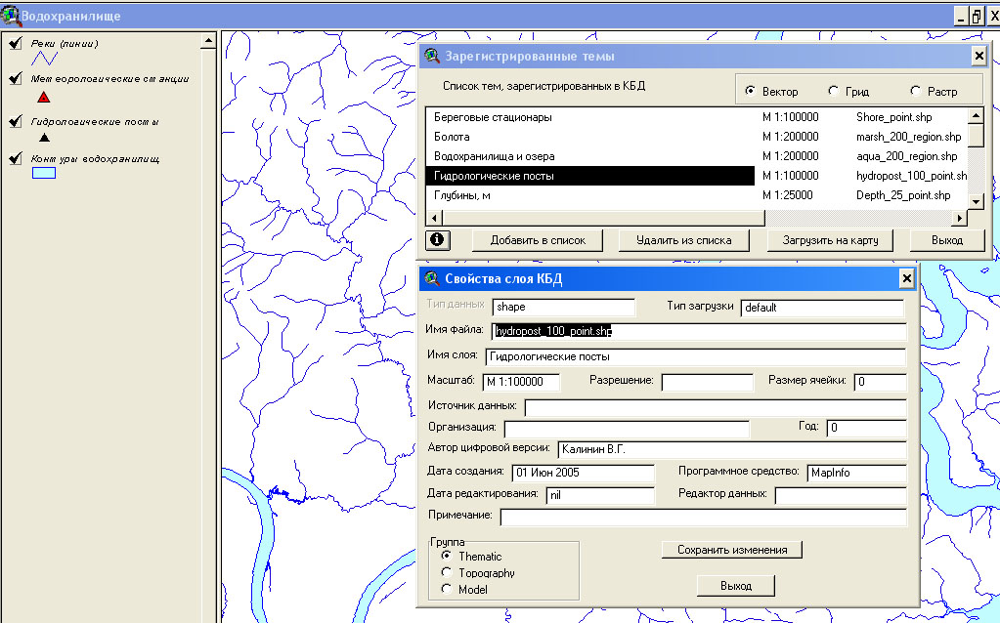 Водохранилище
Реки (линии)
Метеорологические станции
Гидрологические посты
Контуры водохранилищ
Зарегистрированные темы
Список тем, зарегистрированных в КБД
Вектор Грид Растр
Береговые стационары М 1:100000 Shore_point.shp
Болота М 1:200000 marsh_200_region.shp
Водохранилища и озера М 1:200000 aqua_200_region.shp
Гидрологические посты М 1:100000 hydropost_100_point.sh
Глубины, м М 1:25000 Depth_25_point.shp
Добавить в список Удалить из списка Загрузить на карту Выход
Свойства слоя КБД
Тип данных shape Тип загрузки default
Имя файла: hydropost_100_point.shp
Имя слоя: Гидрологические посты
Масштаб: М 1:100000 Разрешение: Размер ячейки: 0
Источник данных:
Организация: Год: 0
Автор цифровой версии: Калинин В.Г.
Дата создания: 01 Июн 2005 Программное средство: MapInfo
Дата редактирования: nil Редактор данных:
Примечание:
Группа
Thematic
Topography
Model
Сохранить изменения
Выход